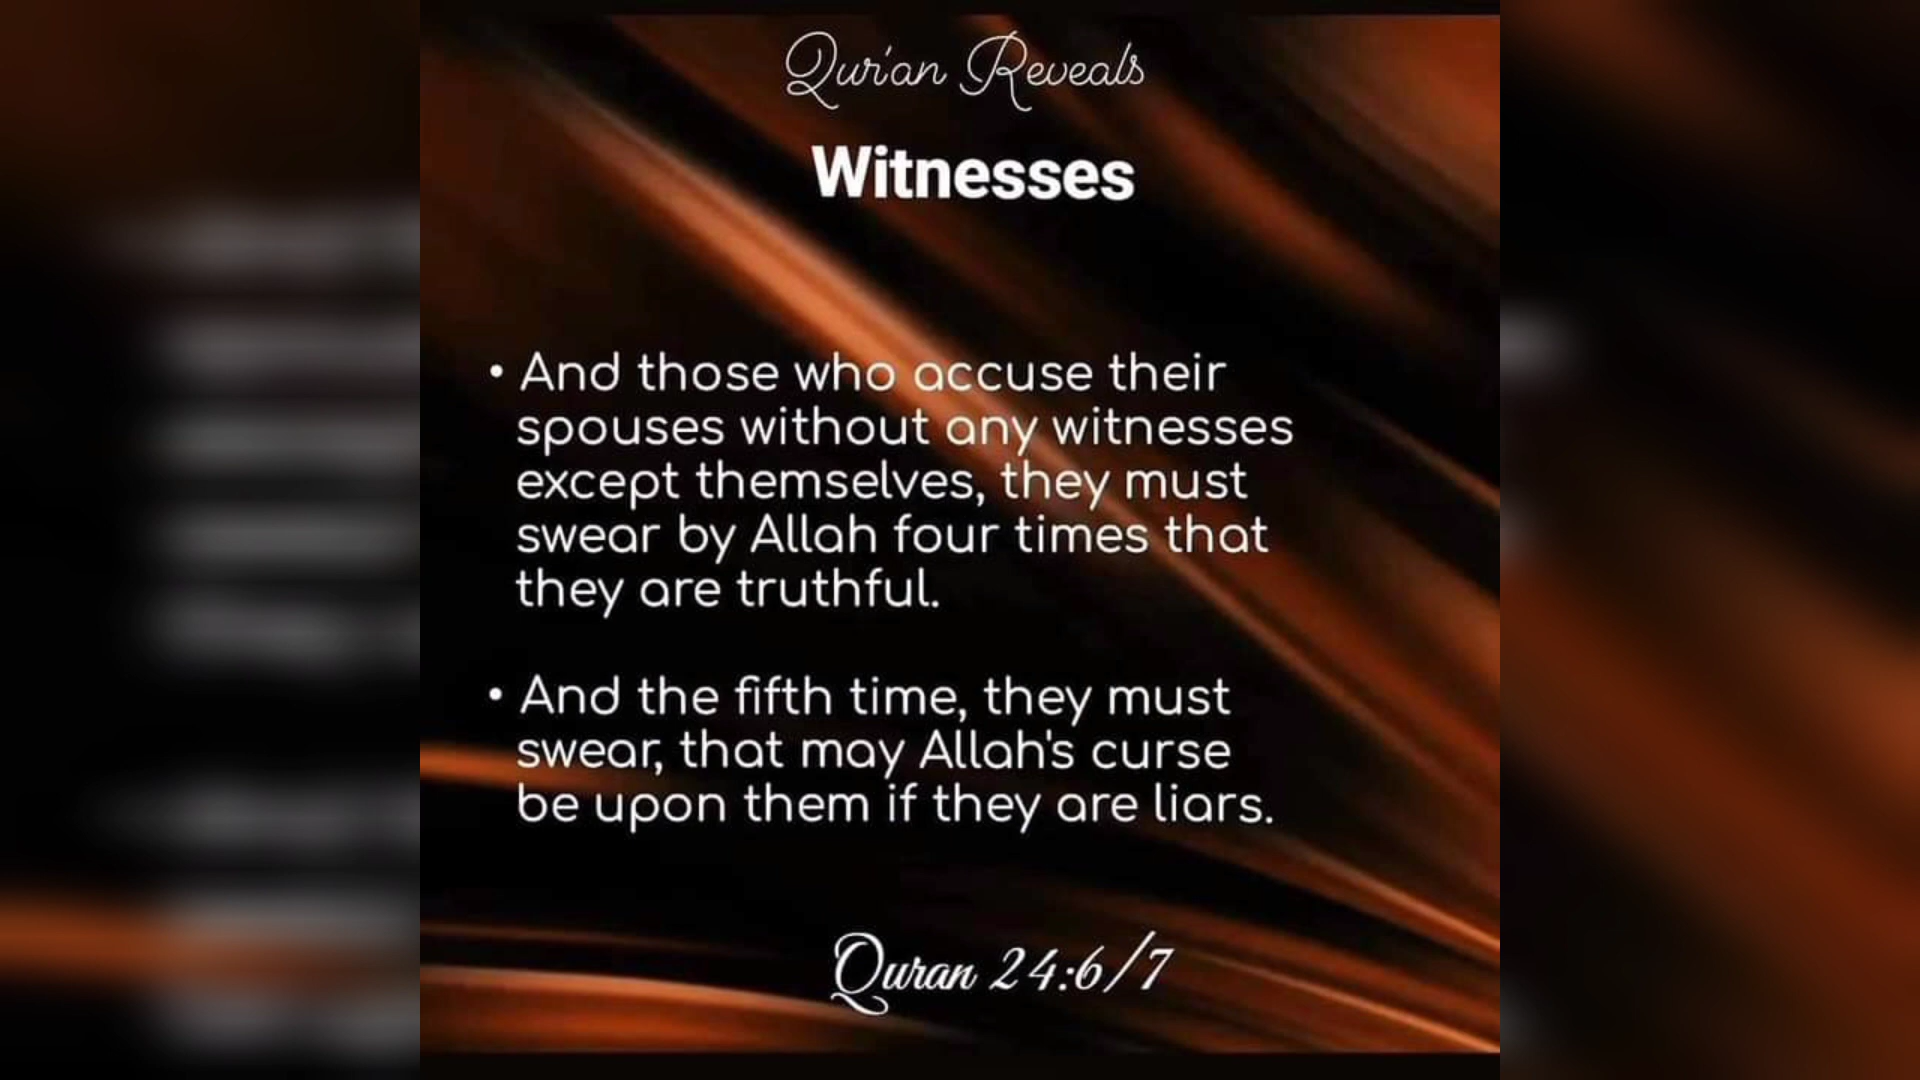 Qur'an Reveals
Witnesses
• And those who accuse their
spouses without any witnesses
except themselves, they must
swear by Allah four times that
they are truthful.
• And the fifth time, they must
swear, that may Allah's curse
be upon them if they are liars.
Quran 24:6/7